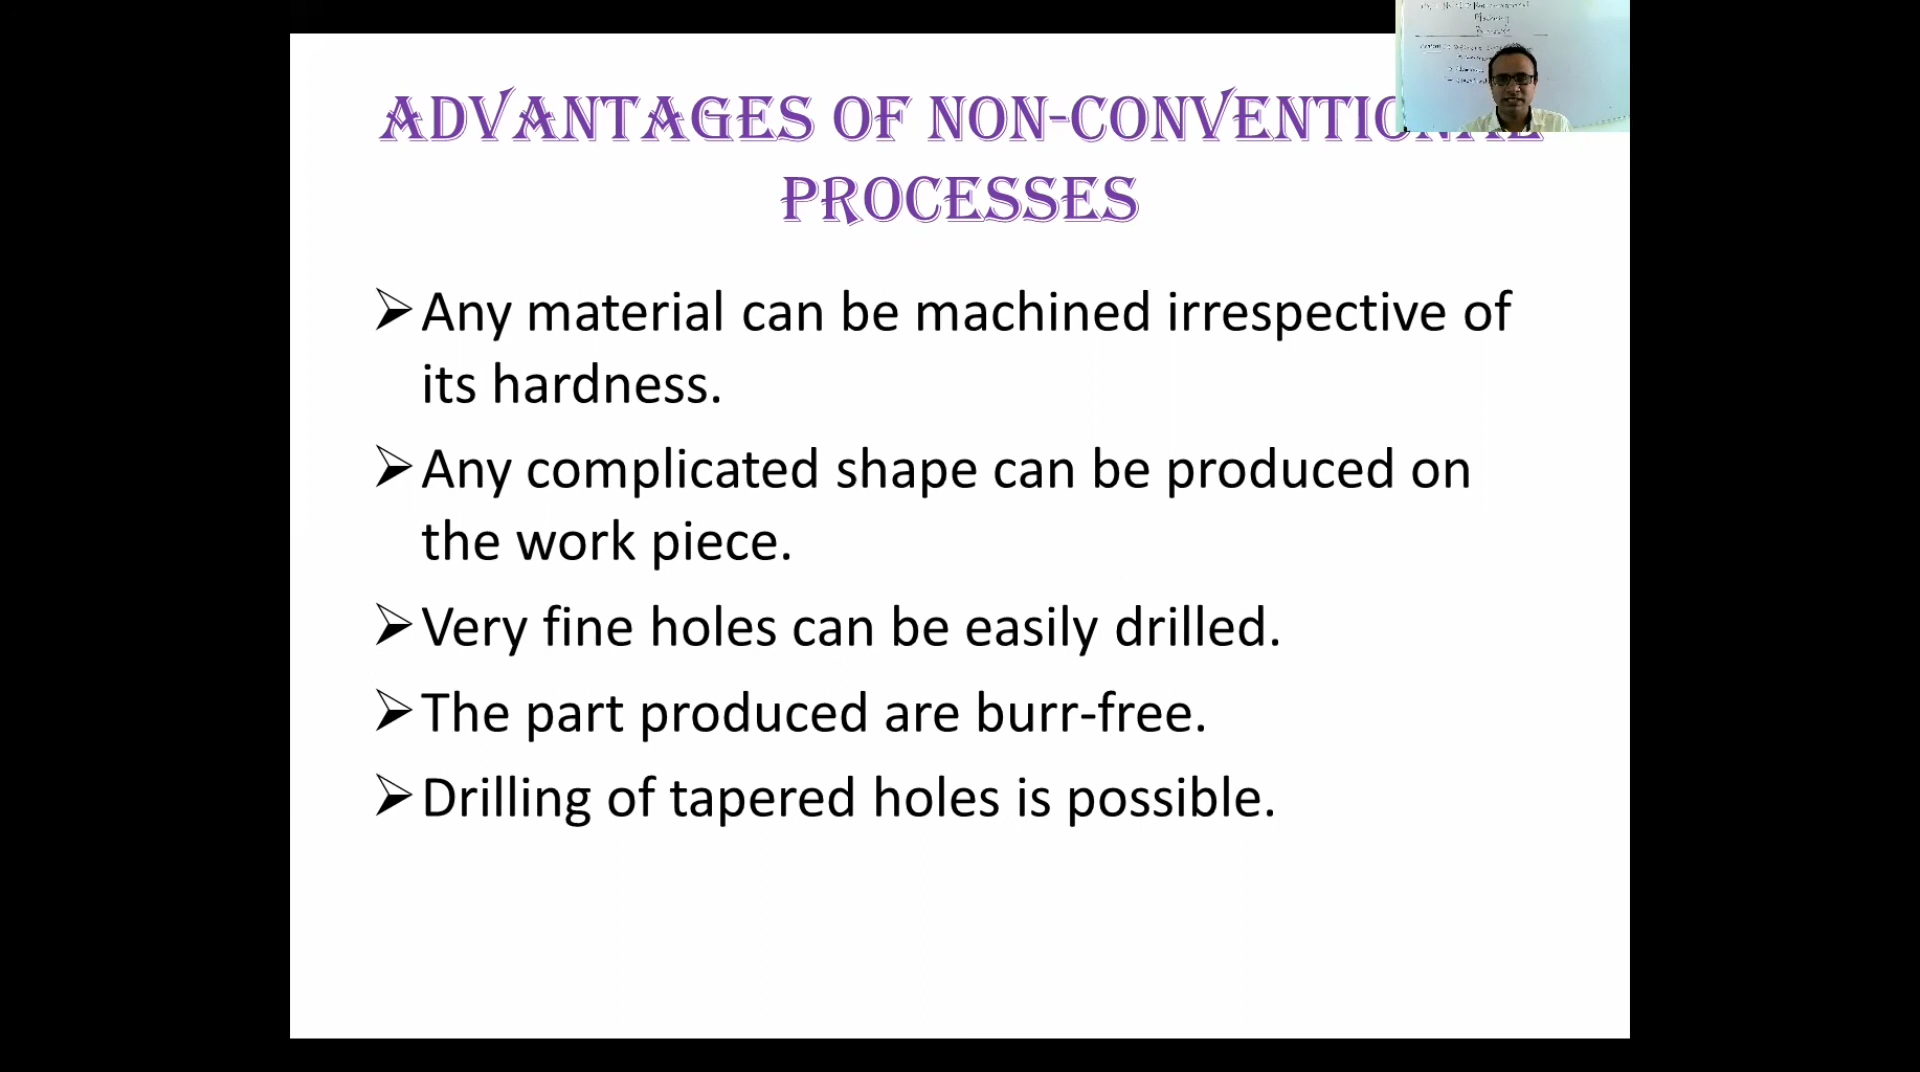 ADVANTAGES OF NON-CONVENTIONAL
PROCESSES
Any material can be machined irrespective of
its hardness.
Any complicated shape can be produced on
the work piece.
Very fine holes can be easily drilled.
The part produced are burr-free.
Drilling of tapered holes is possible.